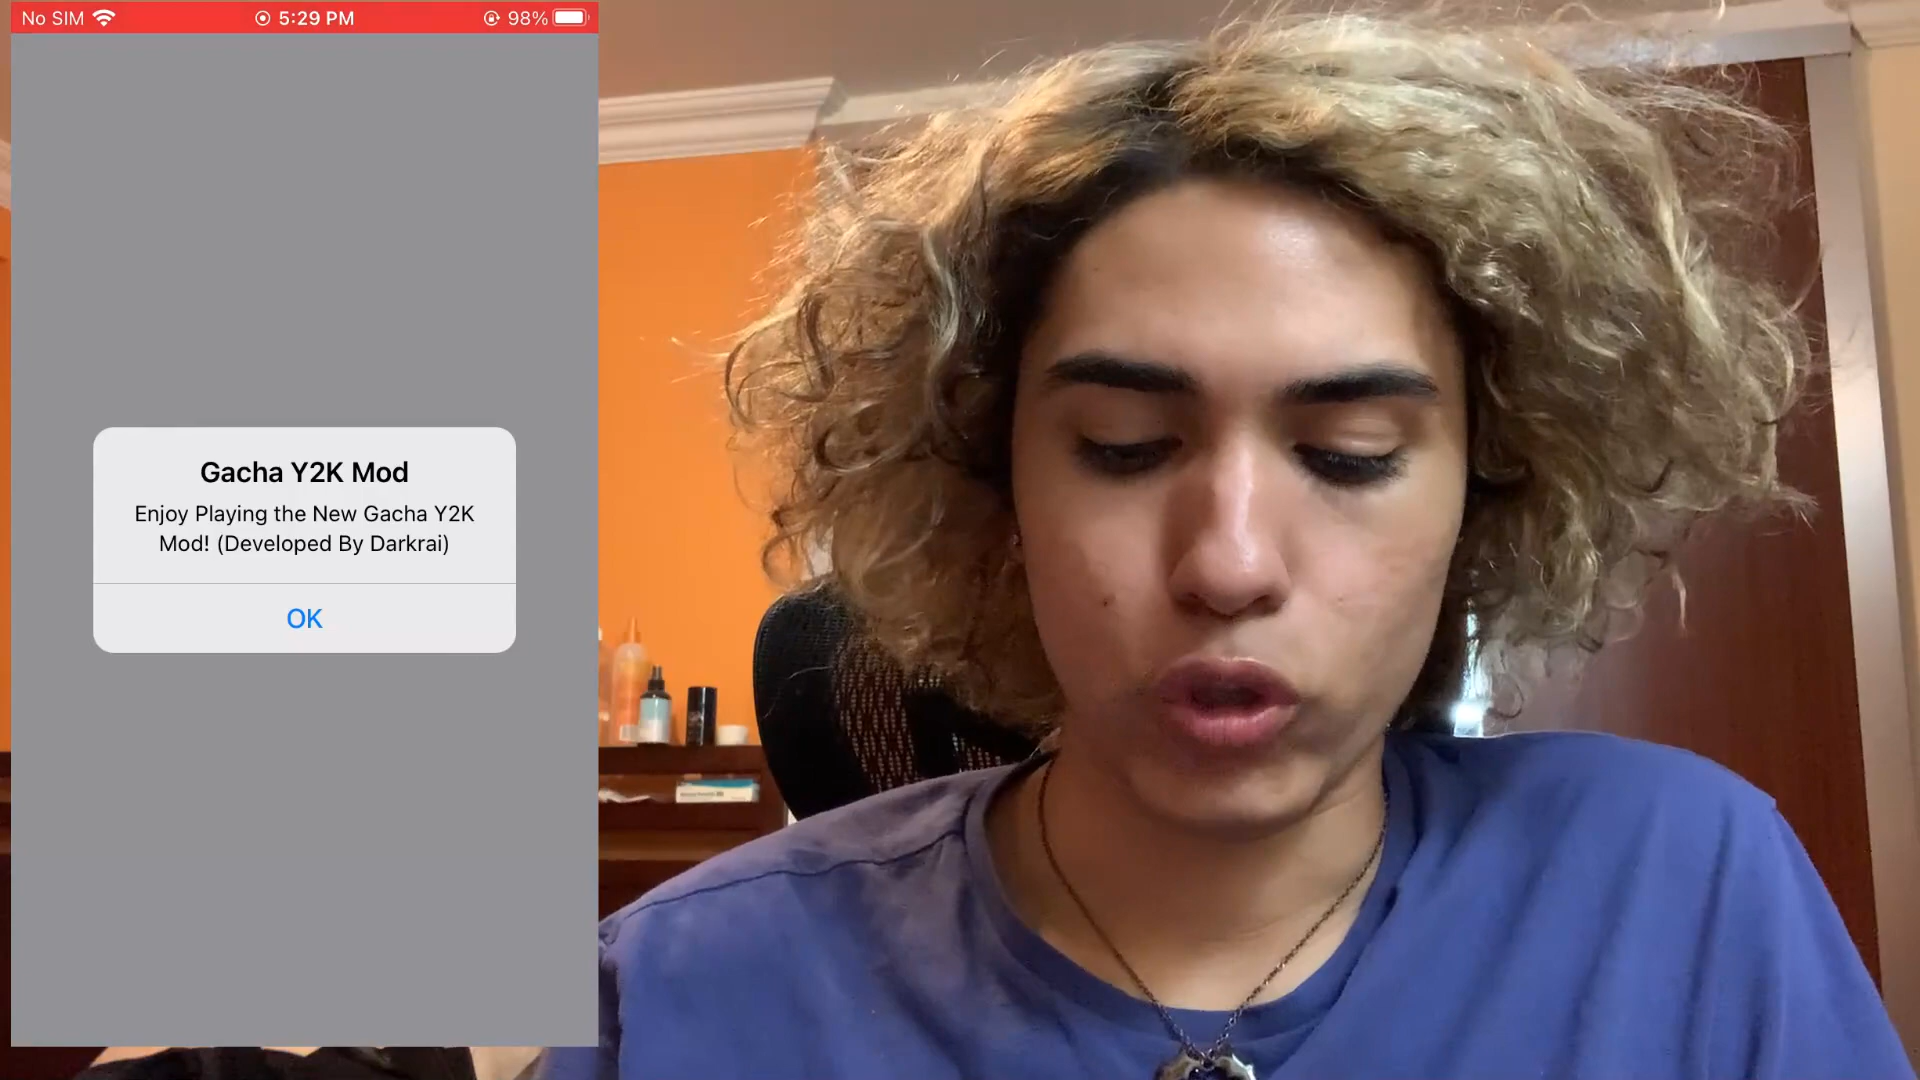 No SIM 5:29 PM 98%
Gacha Y2K Mod
Enjoy Playing the New Gacha Y2K
Mod! (Developed By Darkrai)
OK